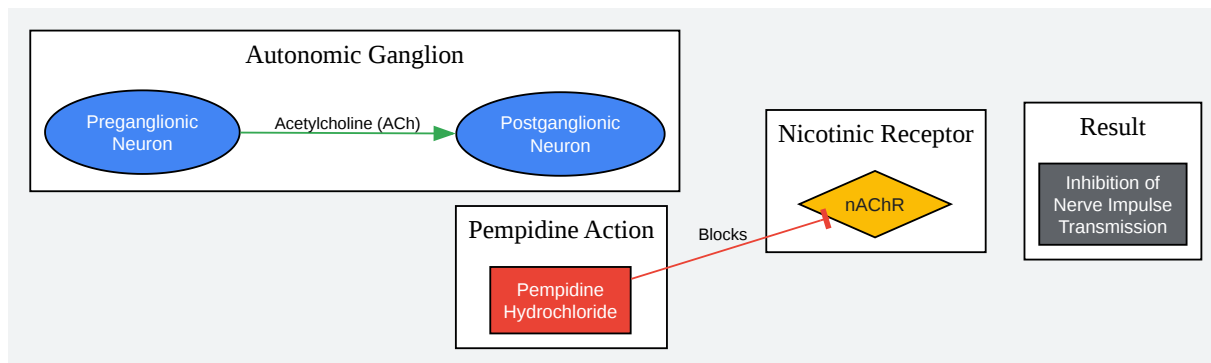 Autonomic Ganglion
Preganglionic
Neuron
Acetylcholine (ACh)
Postganglionic
Neuron
Pempidine Action
Pempidine
Hydrochloride
Blocks
Nicotinic Receptor
nAChR
Result
Inhibition of
Nerve Impulse
Transmission